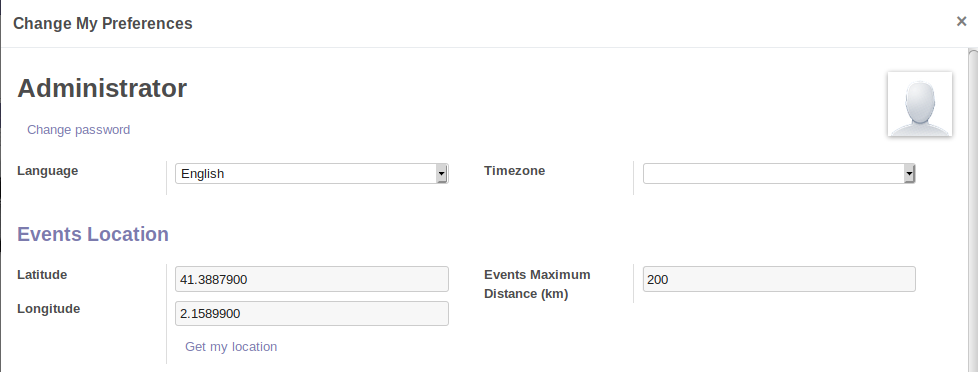 Change My Preferences ×
Administrator
Change password
Language English Timezone
Events Location
Latitude 41.3887900 Events Maximum Distance (km) 200
Longitude 2.1589900
Get my location